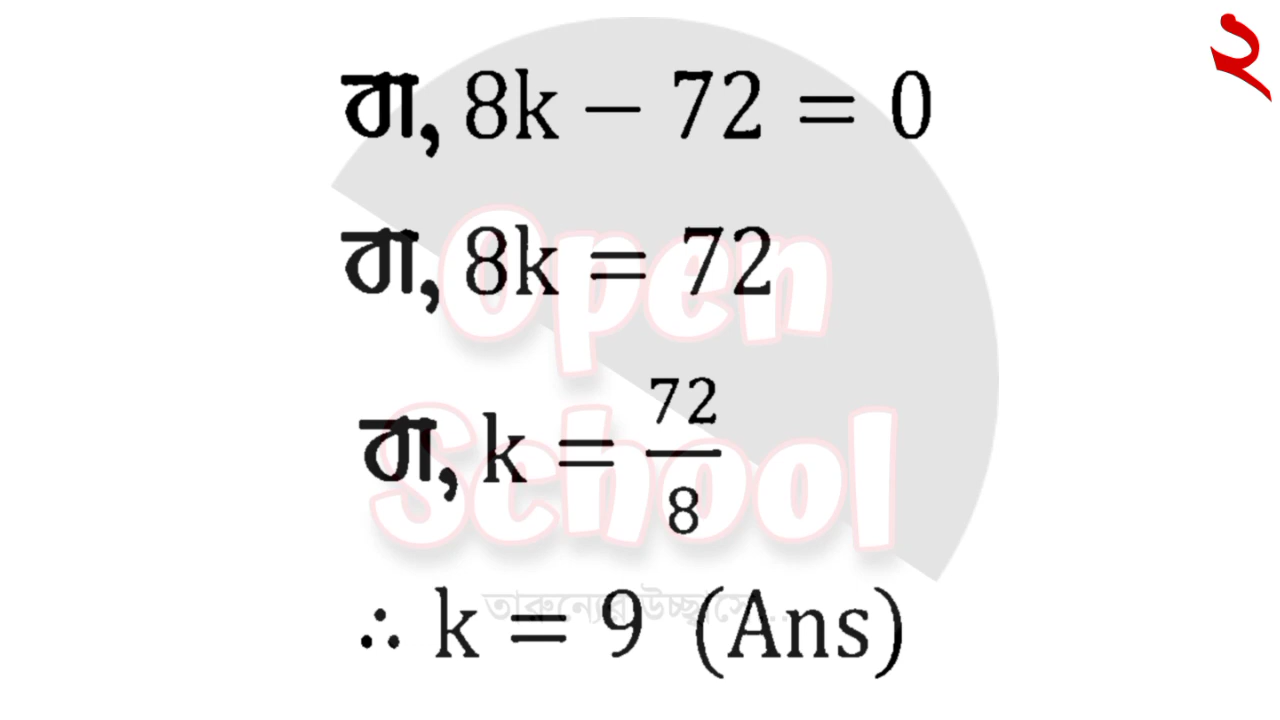 ২
বা, 8k − 72 = 0
বা, 8k = 72
বা, k = 72/8
∴ k = 9 (Ans)
Open
School
তারুন্যের উচ্ছ্বাসে...